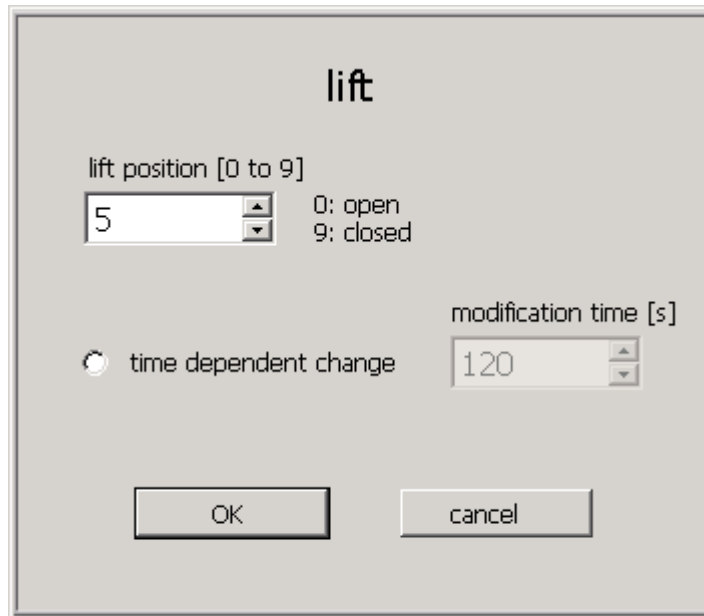 lift
lift position [0 to 9]
5
0: open
9: closed
modification time [s]
time dependent change
120
OK
cancel